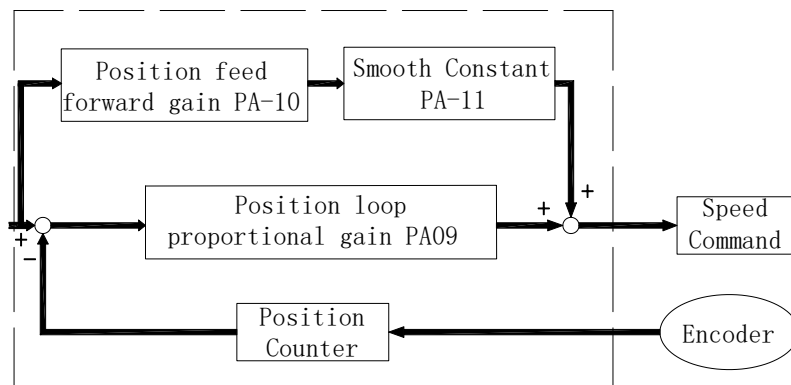 Position feed
forward gain PA-10
Smooth Constant
PA-11
+
+
+
−
Position loop
proportional gain PA09
Speed
Command
Position
Counter
Encoder